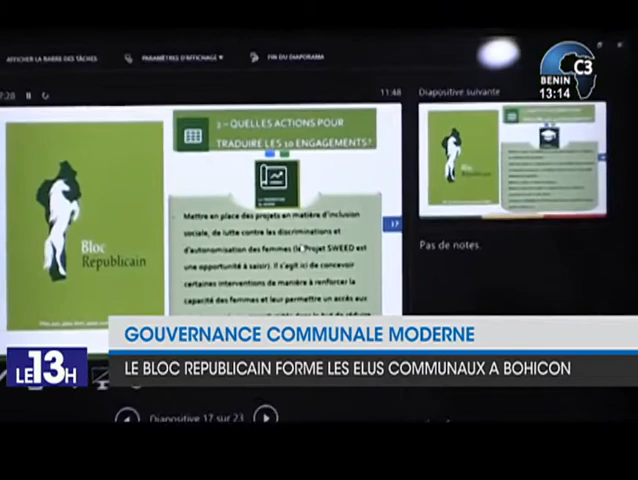 AFFICHER LA BARRE DES TÂCHES
PARAMÈTRES D'AFFICHAGE
FIN DU DIAPORAMA
C3
BENIN
13:14
7:28
11:48
Diapositive suivante
2 – QUELLES ACTIONS POUR
TRADUIRE LES 10 ENGAGEMENTS?
Mettre en place des projets en matière d'inclusion
sociale, de lutte contre les discriminations et
d'autonomisation des femmes (le Projet SWEED est
une opportunité à saisir). Il s'agit ici de concevoir
certaines interventions de manière à renforcer la
capacité des femmes et leur permettre un accès aux
17
Bloc
Republicain
Bloc
Republicain
Pas de notes.
GOUVERNANCE COMMUNALE MODERNE
LE BLOC REPUBLICAIN FORME LES ELUS COMMUNAUX A BOHICON
LE 13H
Diapositive 17 sur 23